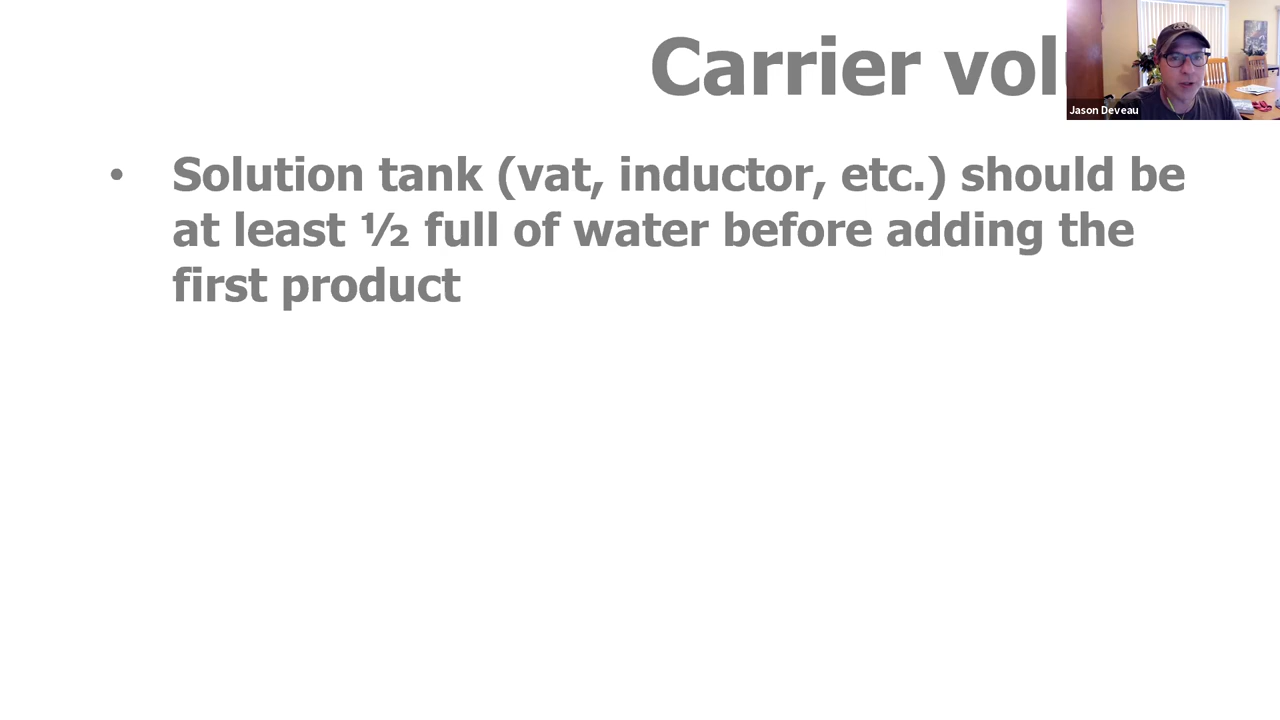 Carrier
Jason Deveau
• Solution tank (vat, inductor, etc.) should be
at least ½ full of water before adding the
first product